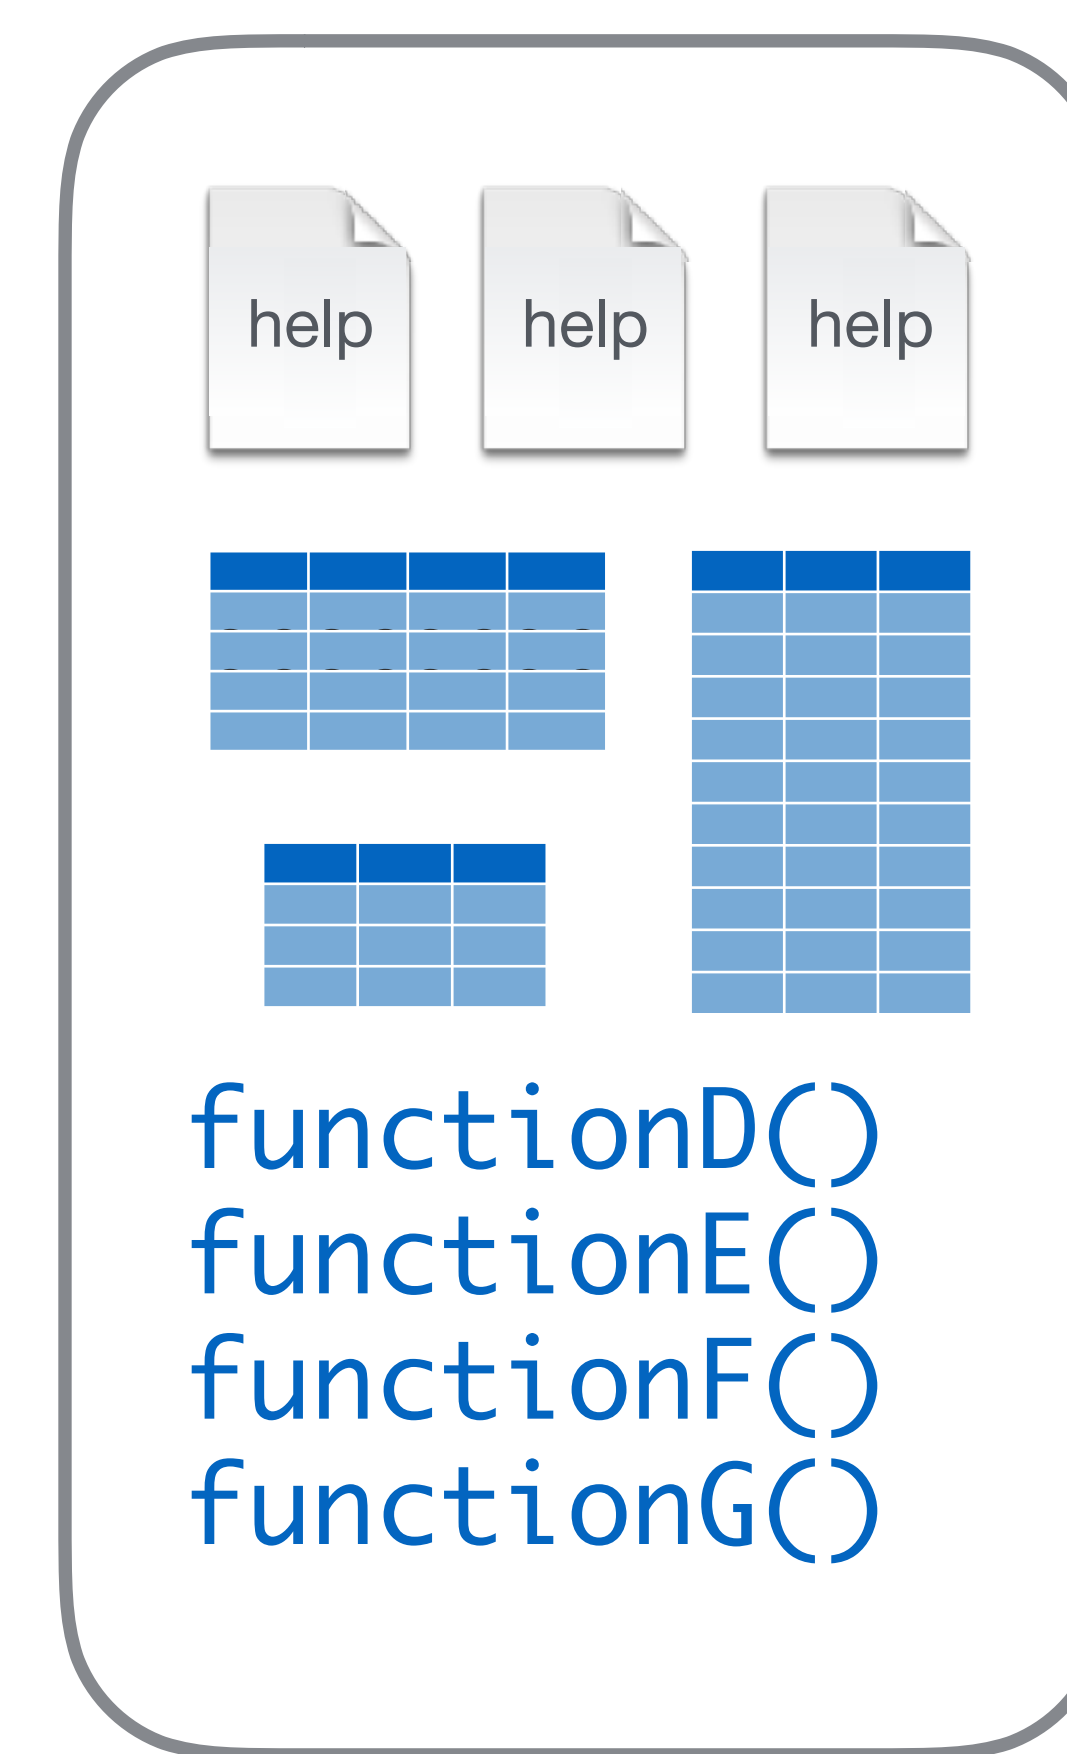 help help help
functionD()
functionE()
functionF()
functionG()